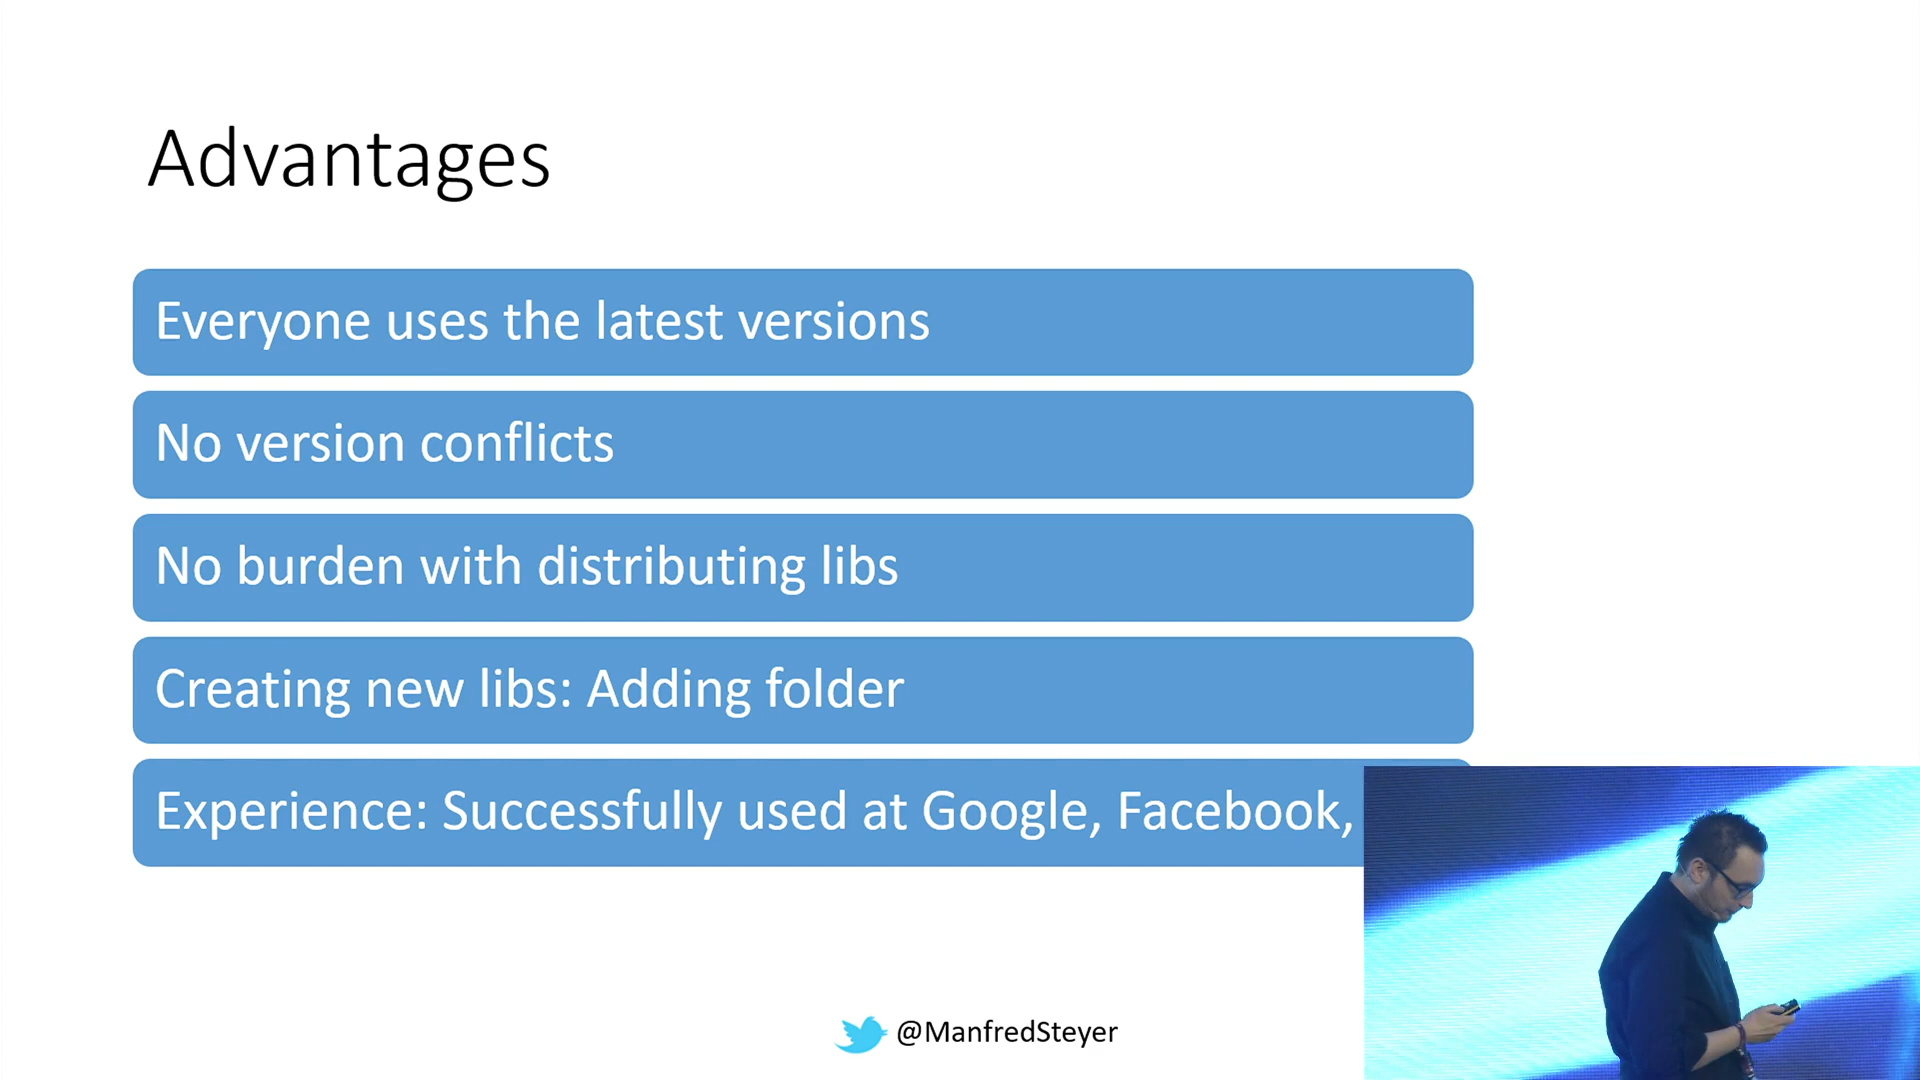 Advantages
Everyone uses the latest versions
No version conflicts
No burden with distributing libs
Creating new libs: Adding folder
Experience: Successfully used at Google, Facebook,
@ManfredSteyer